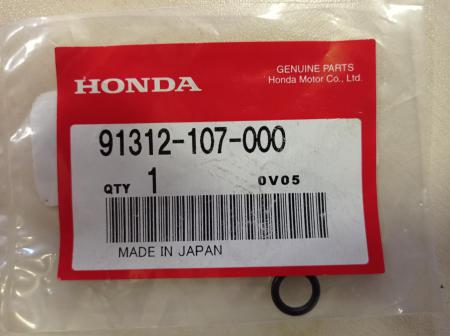 GENUINE PARTS
HONDA Honda Motor Co., Ltd.
91312-107-000
QTY 1 0V05
MADE IN JAPAN